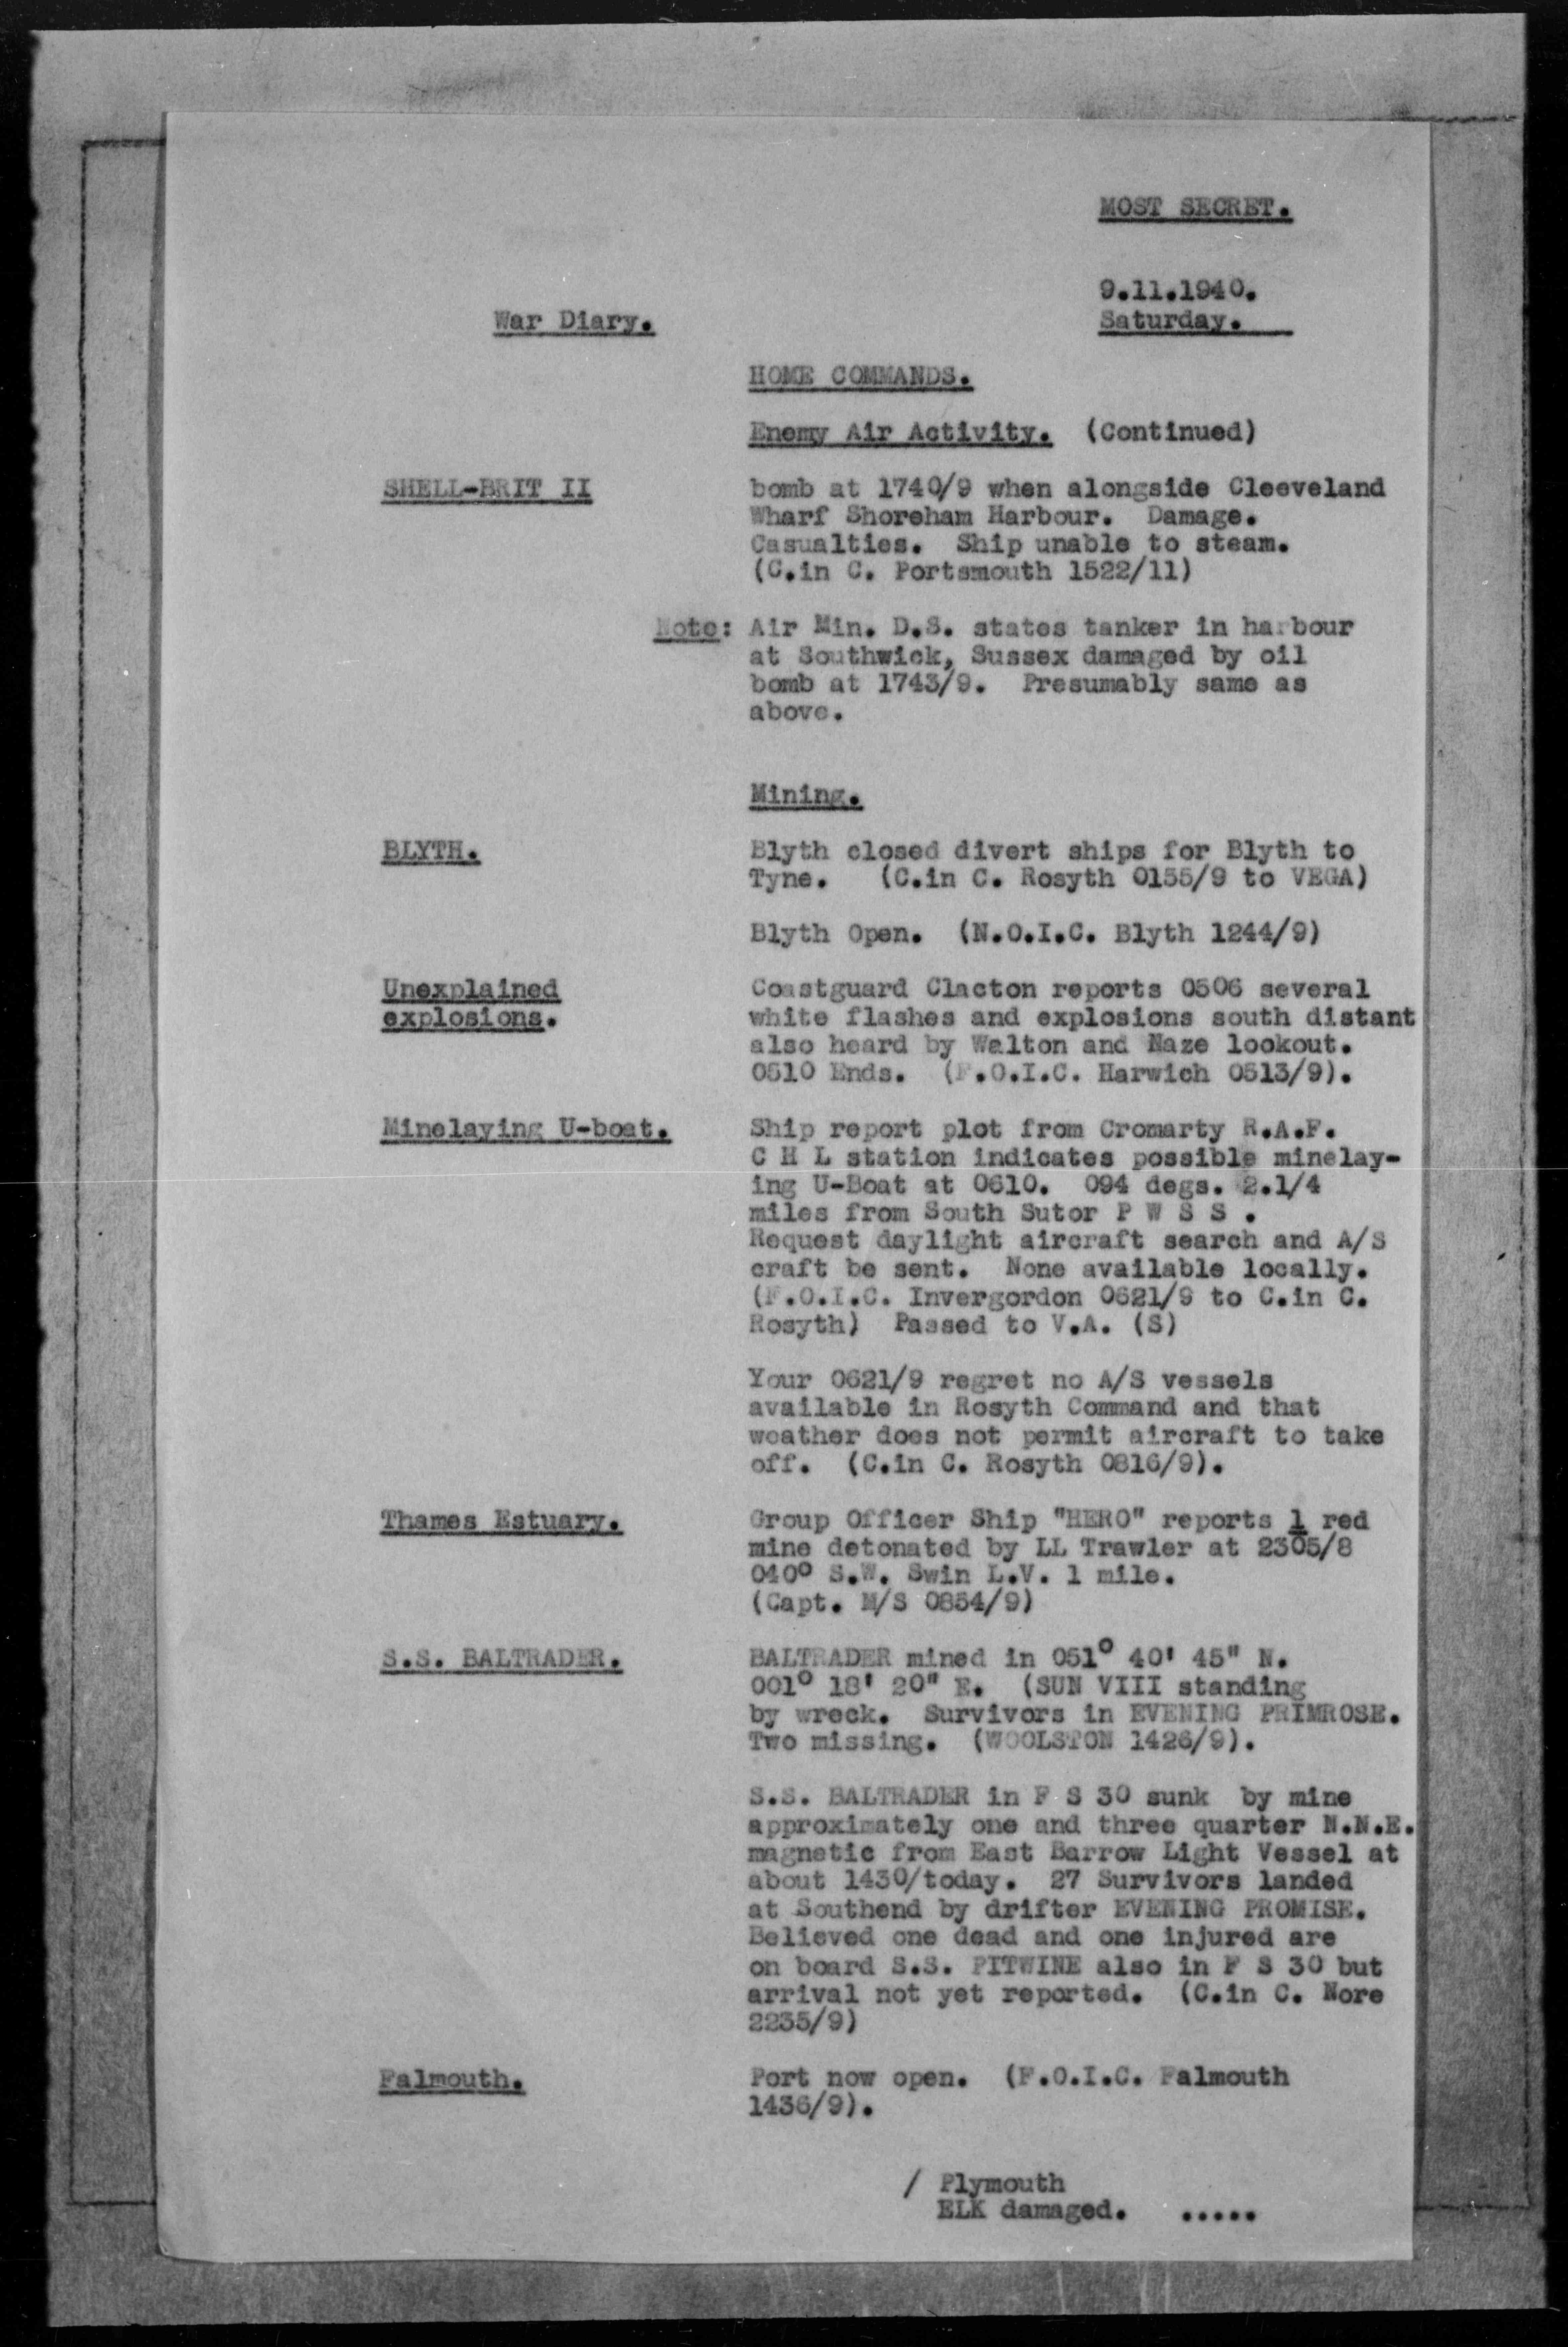 MOST SECRET.
9.11.1940.
War Diary. Saturday.
HOME COMMANDS.
Enemy Air Activity. (Continued)
SHELL-BRIT II bomb at 1740/9 when alongside Cleeveland
Wharf Shoreham Harbour. Damage.
Casualties. Ship unable to steam.
(C.in C. Portsmouth 1522/11)
Note: Air Min. D.S. states tanker in harbour
at Southwick, Sussex damaged by oil
bomb at 1743/9. Presumably same as
above.
Mining.
BLYTH. Blyth closed divert ships for Blyth to
Tyne. (C.in C. Rosyth 0155/9 to VEGA)
Blyth Open. (N.O.I.C. Blyth 1244/9)
Unexplained Coastguard Clacton reports 0506 several
explosions. white flashes and explosions south distant
also heard by Walton and Naze lookout.
0510 Ends. (F.O.I.C. Harwich 0513/9).
Minelaying U-boat. Ship report plot from Cromarty R.A.F.
C H L station indicates possible minelay-
ing U-Boat at 0610. 094 degs. 2.1/4
miles from South Sutor P W S S .
Request daylight aircraft search and A/S
craft be sent. None available locally.
(F.O.I.C. Invergordon 0621/9 to C.in C.
Rosyth) Passed to V.A. (S)
Your 0621/9 regret no A/S vessels
available in Rosyth Command and that
weather does not permit aircraft to take
off. (C.in C. Rosyth 0816/9).
Thames Estuary. Group Officer Ship "HERO" reports 1 red
mine detonated by LL Trawler at 2305/8
040° S.W. Swin L.V. 1 mile.
(Capt. M/S 0854/9)
S.S. BALTRADER. BALTRADER mined in 051° 40' 45" N.
001° 18' 20" E. (SUN VIII standing
by wreck. Survivors in EVENING PRIMROSE.
Two missing. (WOOLSTON 1426/9).
S.S. BALTRADER in F S 30 sunk by mine
approximately one and three quarter N.N.E.
magnetic from East Barrow Light Vessel at
about 1430/today. 27 Survivors landed
at Southend by drifter EVENING PROMISE.
Believed one dead and one injured are
on board S.S. PITWINE also in F S 30 but
arrival not yet reported. (C.in C. Nore
2235/9)
Falmouth. Port now open. (F.O.I.C. Falmouth
1436/9).
/ Plymouth
ELK damaged. .....